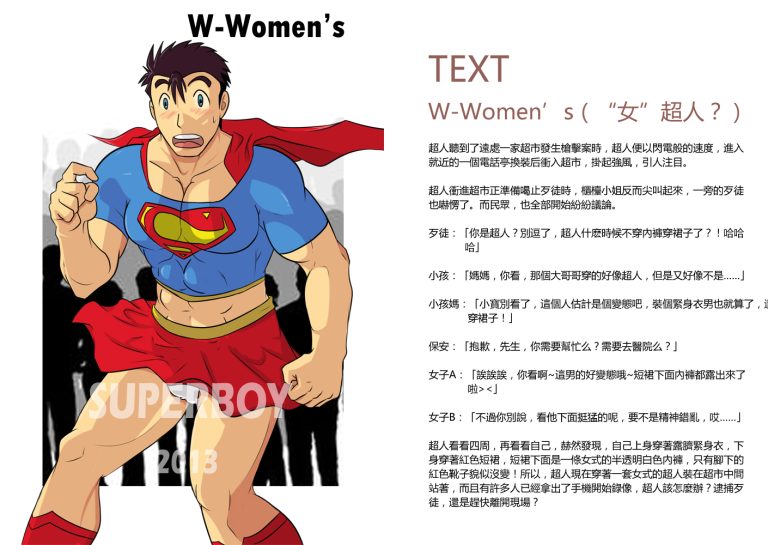 W-Women's
SUPERBOY
2013
TEXT
W-Women's（“女”超人？）
超人聽到了遠處一家超市發生槍擊案時，超人便以閃電般的速度，進入
就近的一個電話亭換裝后衝入超市，掛起強風，引人注目。
超人衝進超市正準備喝止歹徒時，櫃檯小姐反而尖叫起來，一旁的歹徒
也嚇愣了。而民眾，也全部開始紛紛議論。
歹徒：「你是超人？別逗了，超人什麽時候不穿內褲穿裙子了？！哈哈
哈」
小孩：「媽媽，你看，那個大哥哥穿的好像超人，但是又好像不是……」
小孩媽：「小寶別看了，這個人估計是個變態吧，裝個緊身衣男也就算了，還
穿裙子！」
保安：「抱歉，先生，你需要幫忙么？需要去醫院么？」
女子A：「誒誒誒，你看啊~這男的好變態哦~短裙下面內褲都露出來了
啦><」
女子B：「不過你別說，看他下面挺猛的呢，要不是精神錯亂，哎……」
超人看看四周，再看看自己，赫然發現，自己上身穿著露臍緊身衣，下
身穿著紅色短裙，短裙下面是一條女式的半透明白色內褲，只有腳下的
紅色靴子貌似沒變！所以，超人現在穿著一套女式的超人裝在超市中間
站著，而且有許多人已經拿出了手機開始錄像，超人該怎麼辦？逮捕歹
徒，還是趕快離開現場？